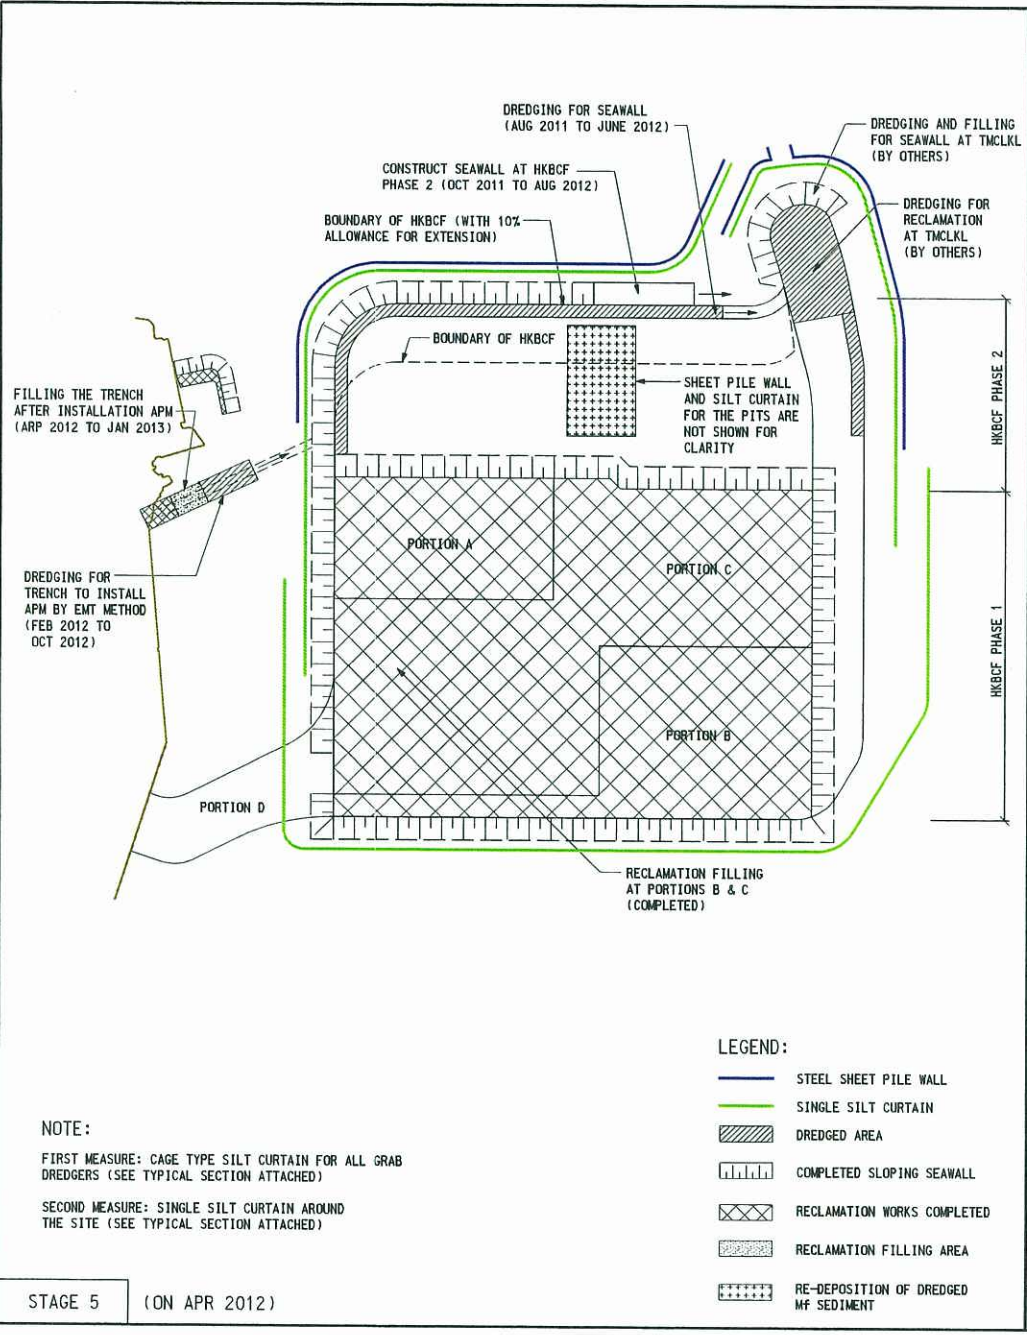 DREDGING FOR SEAWALL
(AUG 2011 TO JUNE 2012)
DREDGING AND FILLING
FOR SEAWALL AT TMCLKL
(BY OTHERS)
CONSTRUCT SEAWALL AT HKBCF
PHASE 2 (OCT 2011 TO AUG 2012)
DREDGING FOR
RECLAMATION
AT TMCLKL
(BY OTHERS)
BOUNDARY OF HKBCF (WITH 10%
ALLOWANCE FOR EXTENSION)
BOUNDARY OF HKBCF
SHEET PILE WALL
AND SILT CURTAIN
FOR THE PITS ARE
NOT SHOWN FOR
CLARITY
HKBCF PHASE 2
FILLING THE TRENCH
AFTER INSTALLATION APM
(ARP 2012 TO JAN 2013)
PORTION A
PORTION C
DREDGING FOR
TRENCH TO INSTALL
APM BY EMT METHOD
(FEB 2012 TO
OCT 2012)
HKBCF PHASE 1
PORTION B
PORTION D
RECLAMATION FILLING
AT PORTIONS B & C
(COMPLETED)
LEGEND:
STEEL SHEET PILE WALL
SINGLE SILT CURTAIN
DREDGED AREA
COMPLETED SLOPING SEAWALL
RECLAMATION WORKS COMPLETED
RECLAMATION FILLING AREA
RE-DEPOSITION OF DREDGED
Mf SEDIMENT
NOTE:
FIRST MEASURE: CAGE TYPE SILT CURTAIN FOR ALL GRAB
DREDGERS (SEE TYPICAL SECTION ATTACHED)
SECOND MEASURE: SINGLE SILT CURTAIN AROUND
THE SITE (SEE TYPICAL SECTION ATTACHED)
STAGE 5
(ON APR 2012)